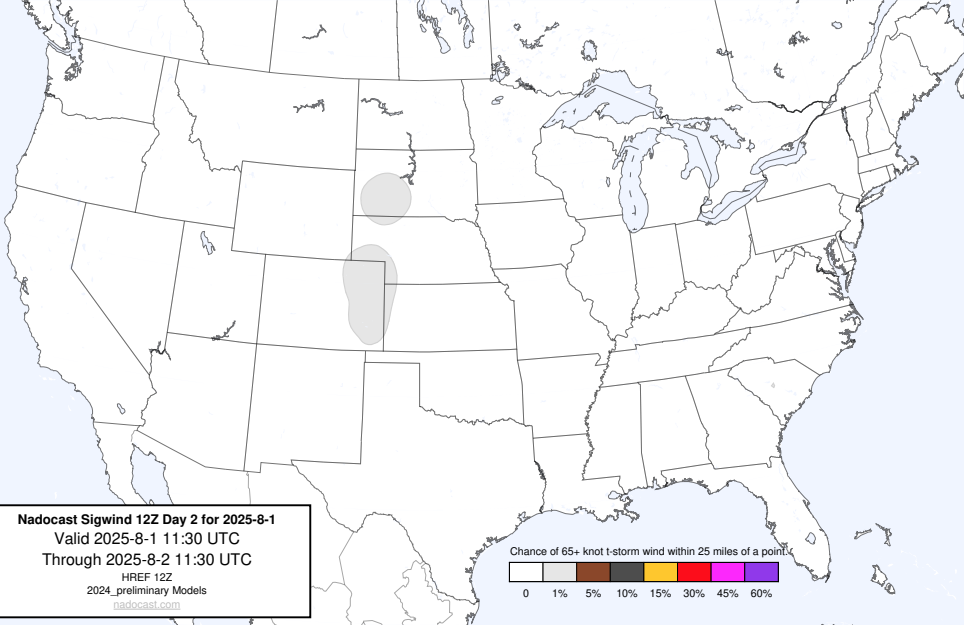 Nadocast Sigwind 12Z Day 2 for 2025-8-1
Valid 2025-8-1 11:30 UTC
Through 2025-8-2 11:30 UTC
HREF 12Z
2024_preliminary Models
nadocast.com
Chance of 65+ knot t-storm wind within 25 miles of a point.
0 1% 5% 10% 15% 30% 45% 60%